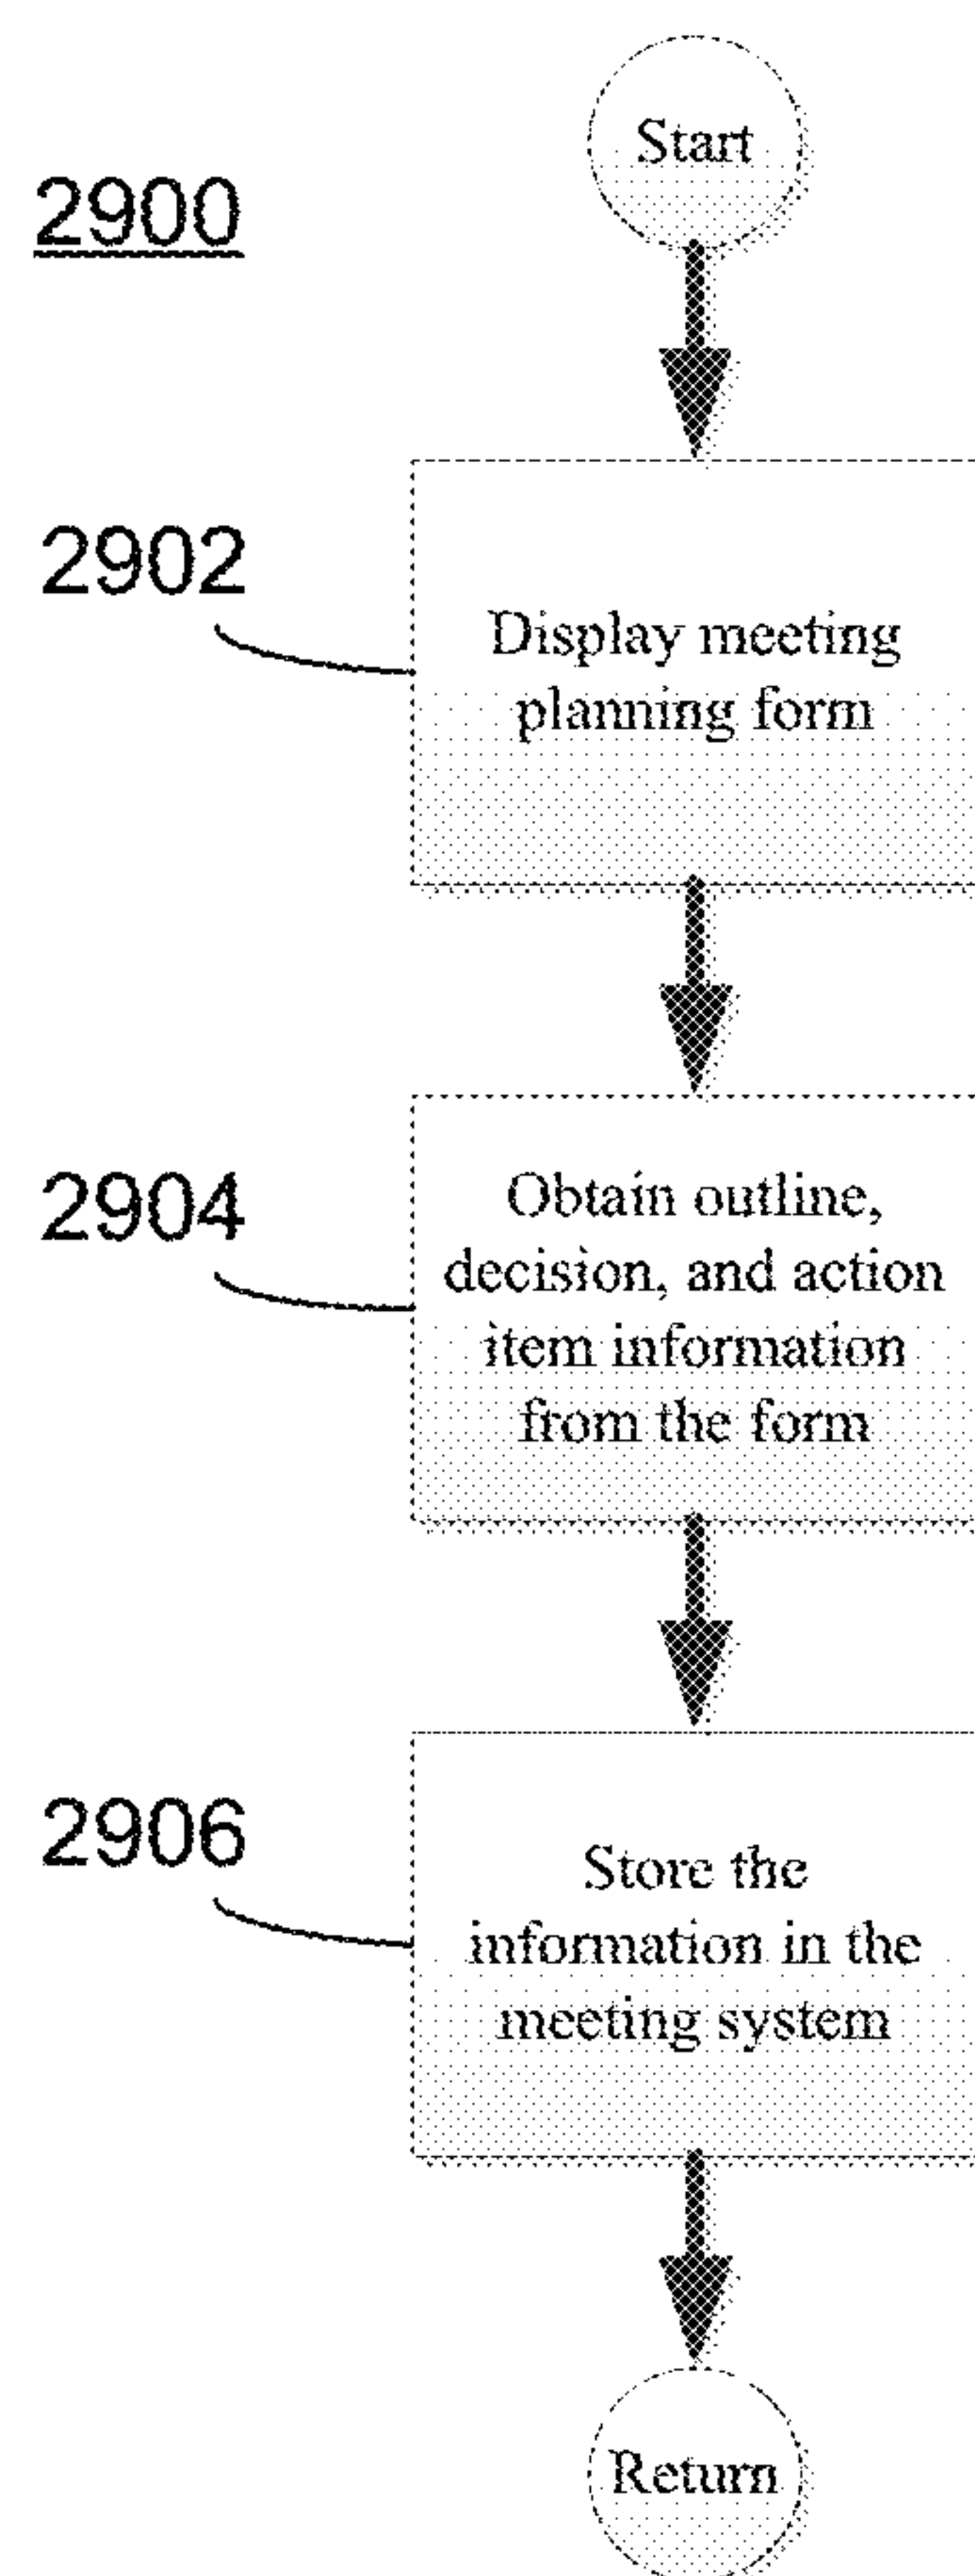 Start
2900
2902
Display meeting
planning form
2904
Obtain outline,
decision, and action
item information
from the form
2906
Store the
information in the
meeting system
Return